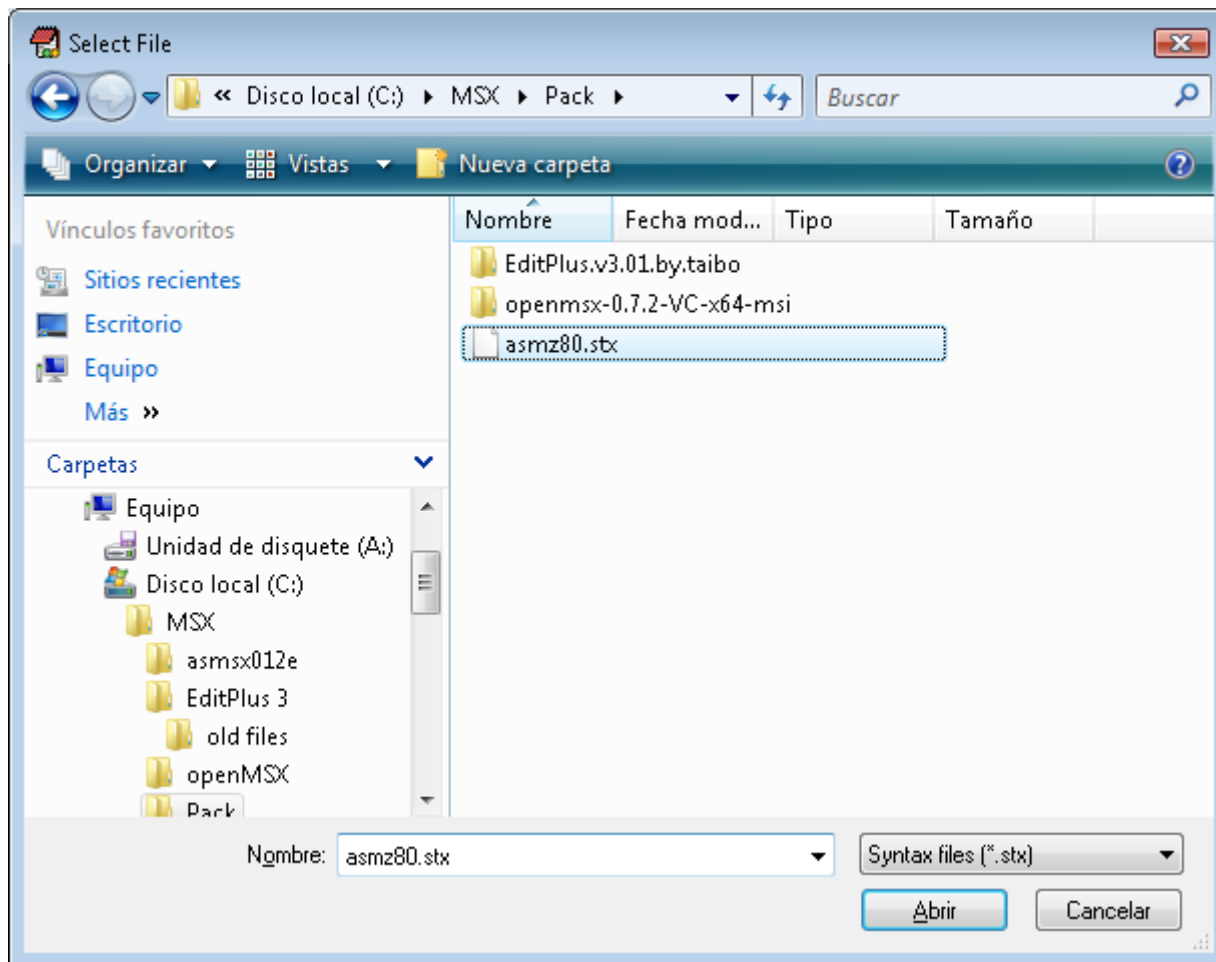 Select File
« Disco local (C:) ▸ MSX ▸ Pack ▸ Buscar
Organizar Vistas Nueva carpeta
Vínculos favoritos
Sitios recientes
Escritorio
Equipo
Más »
Carpetas
Equipo
Unidad de disquete (A:)
Disco local (C:)
MSX
asmsx012e
EditPlus 3
old files
openMSX
Pack
Nombre Fecha mod... Tipo Tamaño
EditPlus.v3.01.by.taibo
openmsx-0.7.2-VC-x64-msi
asmz80.stx
Nombre: asmz80.stx Syntax files (*.stx)
Abrir Cancelar